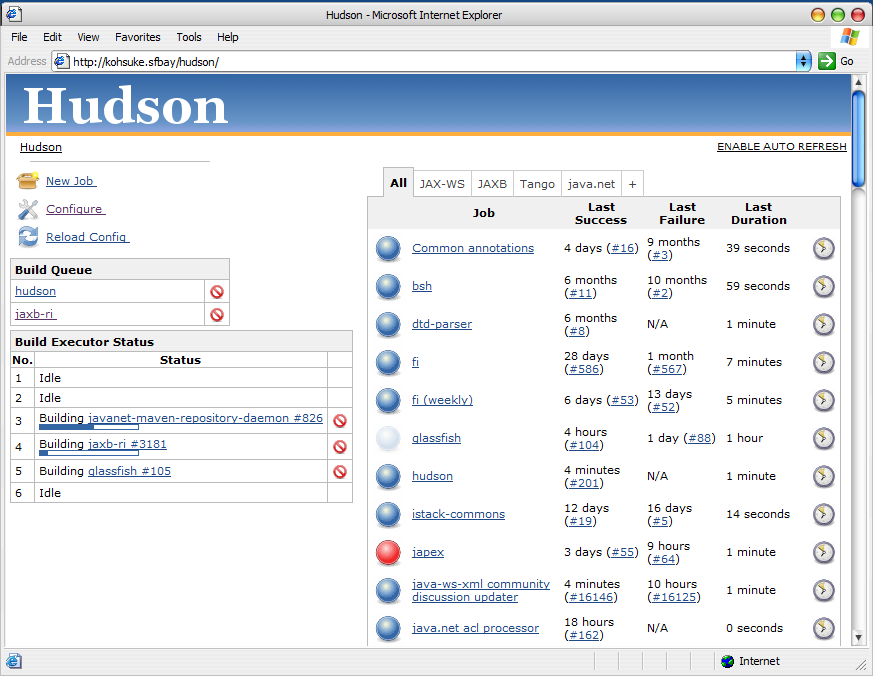 Hudson - Microsoft Internet Explorer
File Edit View Favorites Tools Help
Address http://kohsuke.sfbay/hudson/ Go
Hudson
Hudson
ENABLE AUTO REFRESH
New Job
Configure
Reload Config
Build Queue
hudson
jaxb-ri
Build Executor Status
No. Status
1 Idle
2 Idle
3 Building javanet-maven-repository-daemon #826
4 Building jaxb-ri #3181
5 Building glassfish #105
6 Idle
All JAX-WS JAXB Tango java.net +
Job Last Success Last Failure Last Duration
Common annotations 4 days (#16) 9 months (#3) 39 seconds
bsh 6 months (#11) 10 months (#2) 59 seconds
dtd-parser 6 months (#8) N/A 1 minute
fi 28 days (#586) 1 month (#567) 7 minutes
fi (weekly) 6 days (#53) 13 days (#52) 5 minutes
glassfish 4 hours (#104) 1 day (#88) 1 hour
hudson 4 minutes (#201) N/A 1 minute
istack-commons 12 days (#19) 16 days (#5) 14 seconds
japex 3 days (#55) 9 hours (#64) 1 minute
java-ws-xml community discussion updater 4 minutes (#16146) 10 hours (#16125) 1 minute
java.net acl processor 18 hours (#162) N/A 0 seconds
Internet